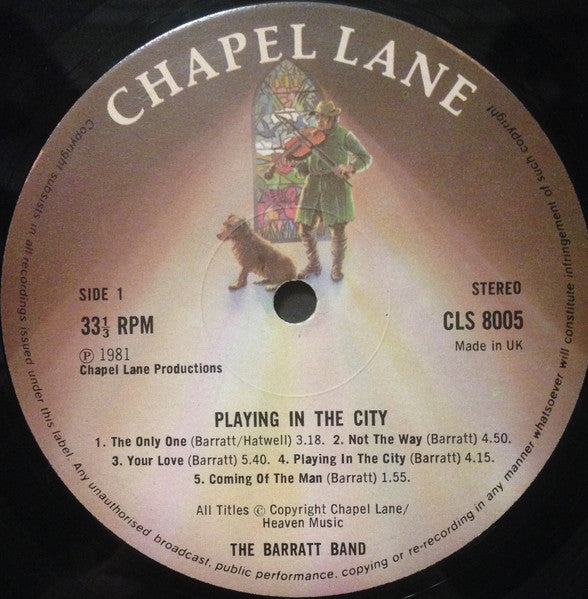 CHAPEL LANE
SIDE 1
33⅓ RPM
Ⓟ 1981
Chapel Lane Productions
STEREO
CLS 8005
Made in UK
PLAYING IN THE CITY
1. The Only One (Barratt/Hatwell) 3.18. 2. Not The Way (Barratt) 4.50.
3. Your Love (Barratt) 5.40. 4. Playing In The City (Barratt) 4.15.
5. Coming Of The Man (Barratt) 1.55.
All Titles © Copyright Chapel Lane/
Heaven Music
THE BARRATT BAND
Copyright subsists in all recordings issued under this label. Any unauthorised broadcast, public performance, copying or re-recording in any manner whatsoever will constitute infringement of such copyright